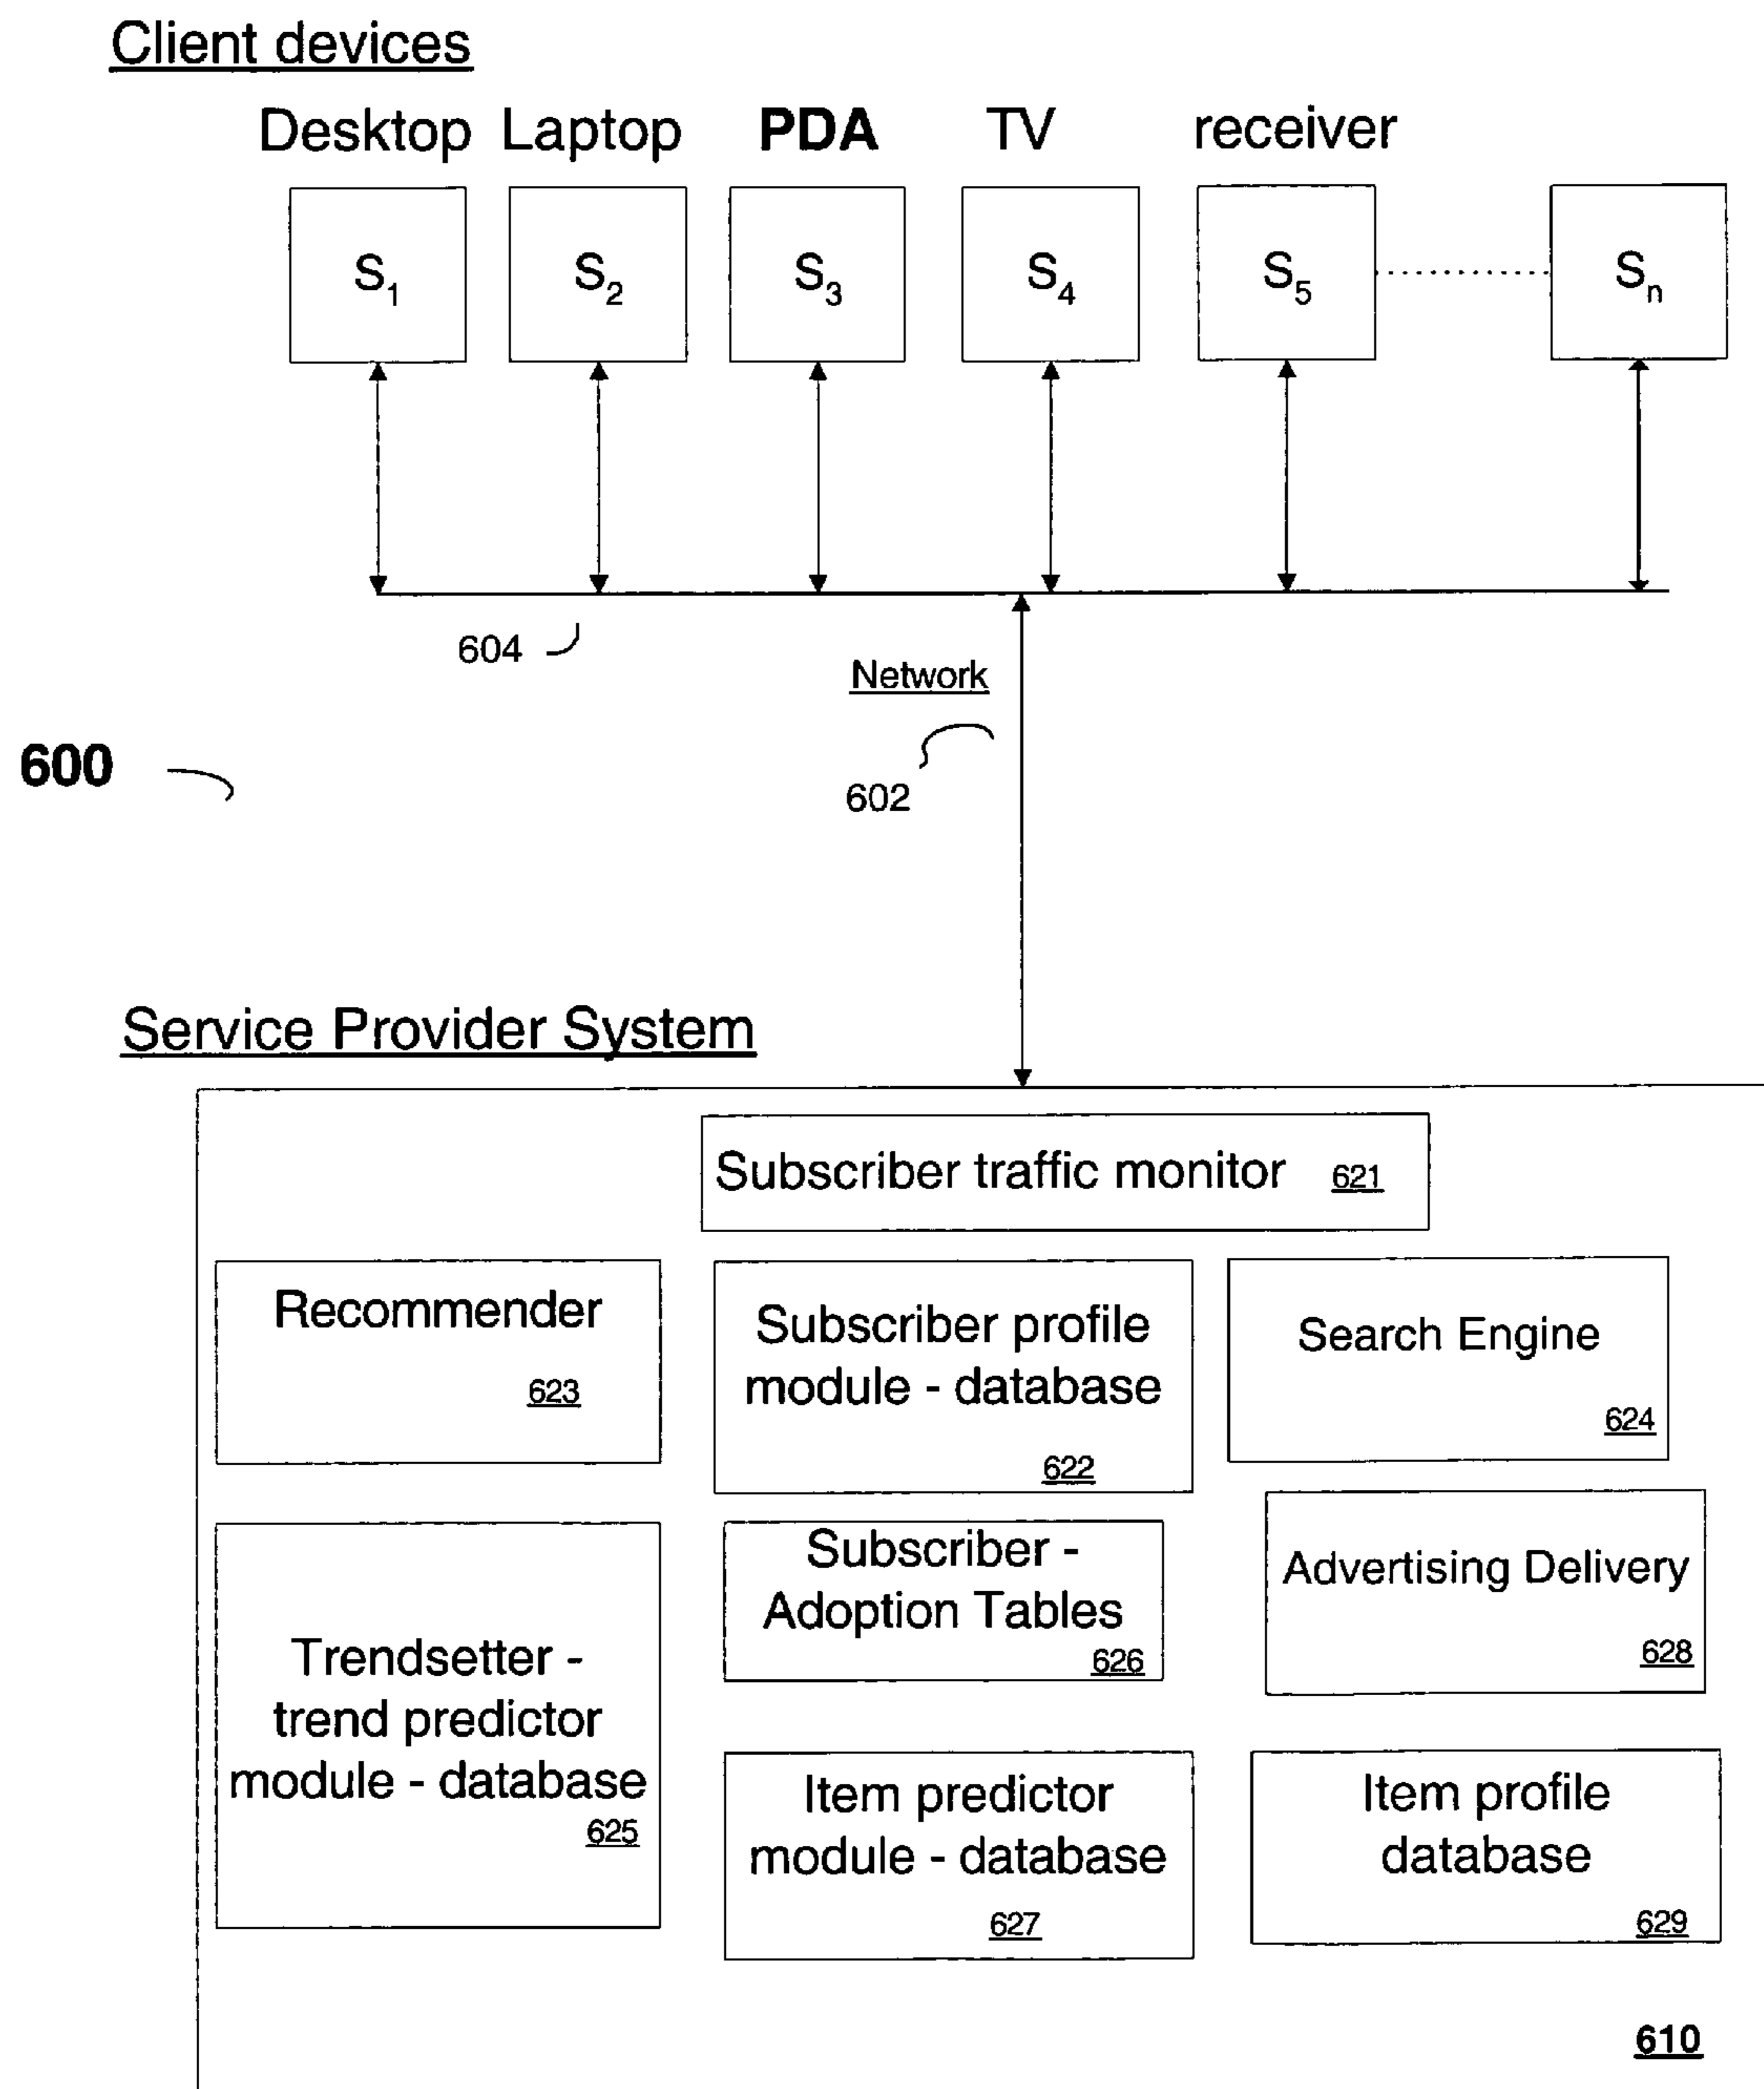 Client devices
Desktop Laptop PDA TV receiver
S1 S2 S3 S4 S5 Sn
604
Network
602
600
Service Provider System
Subscriber traffic monitor 621
Recommender
623
Subscriber profile
module - database
622
Search Engine
624
Trendsetter -
trend predictor
module - database
625
Subscriber -
Adoption Tables
626
Advertising Delivery
628
Item predictor
module - database
627
Item profile
database
629
610